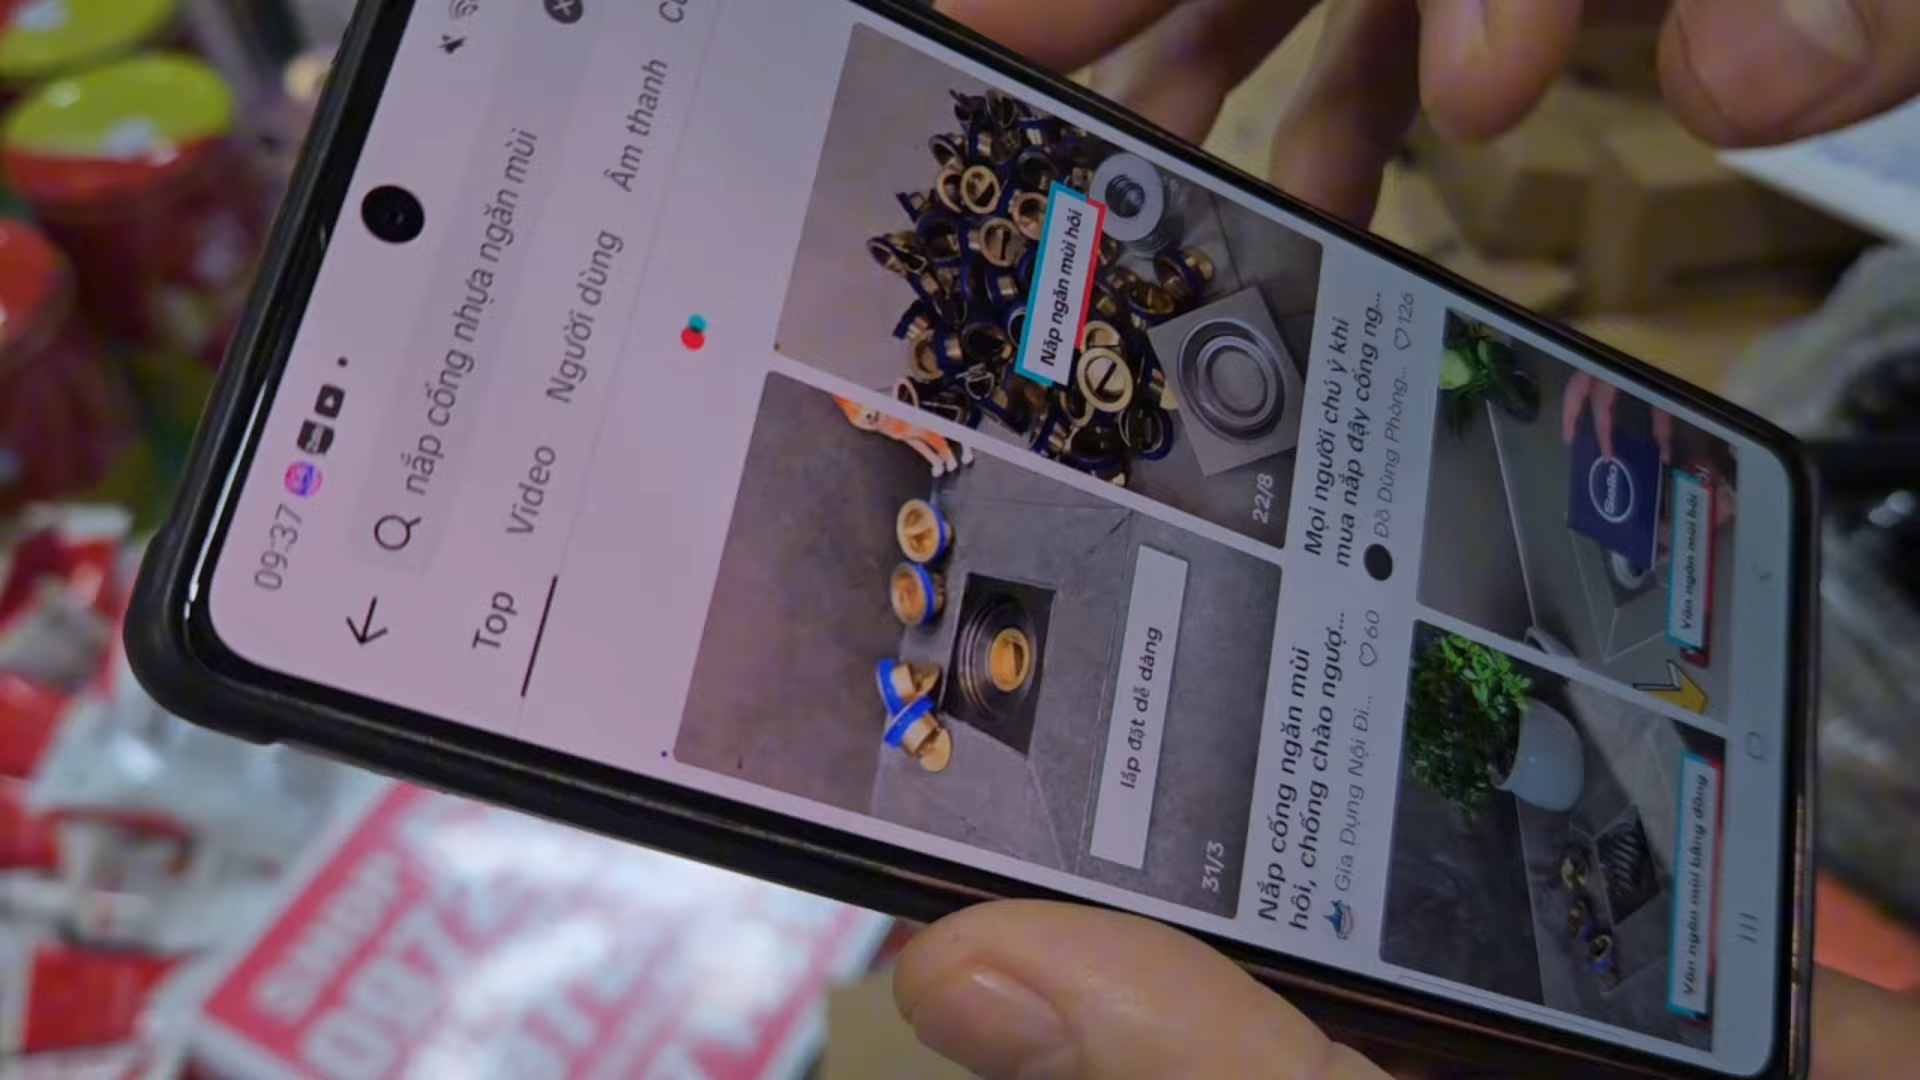 09:37
nắp cống nhựa ngăn mùi
Top
Video
Người dùng
Âm thanh
lắp đặt dễ dàng
31/3
Nắp cống ngăn mùi
hôi, chống chào ngượ...
Gia Dụng Nội Đi...
60
Nắp ngăn mùi hôi
22/8
Mọi người chú ý khi
mua nắp đậy cống ng...
Đồ Dùng Phòng...
126
Van ngăn mùi bằng đồng
Van ngăn mùi hôi
SHOP